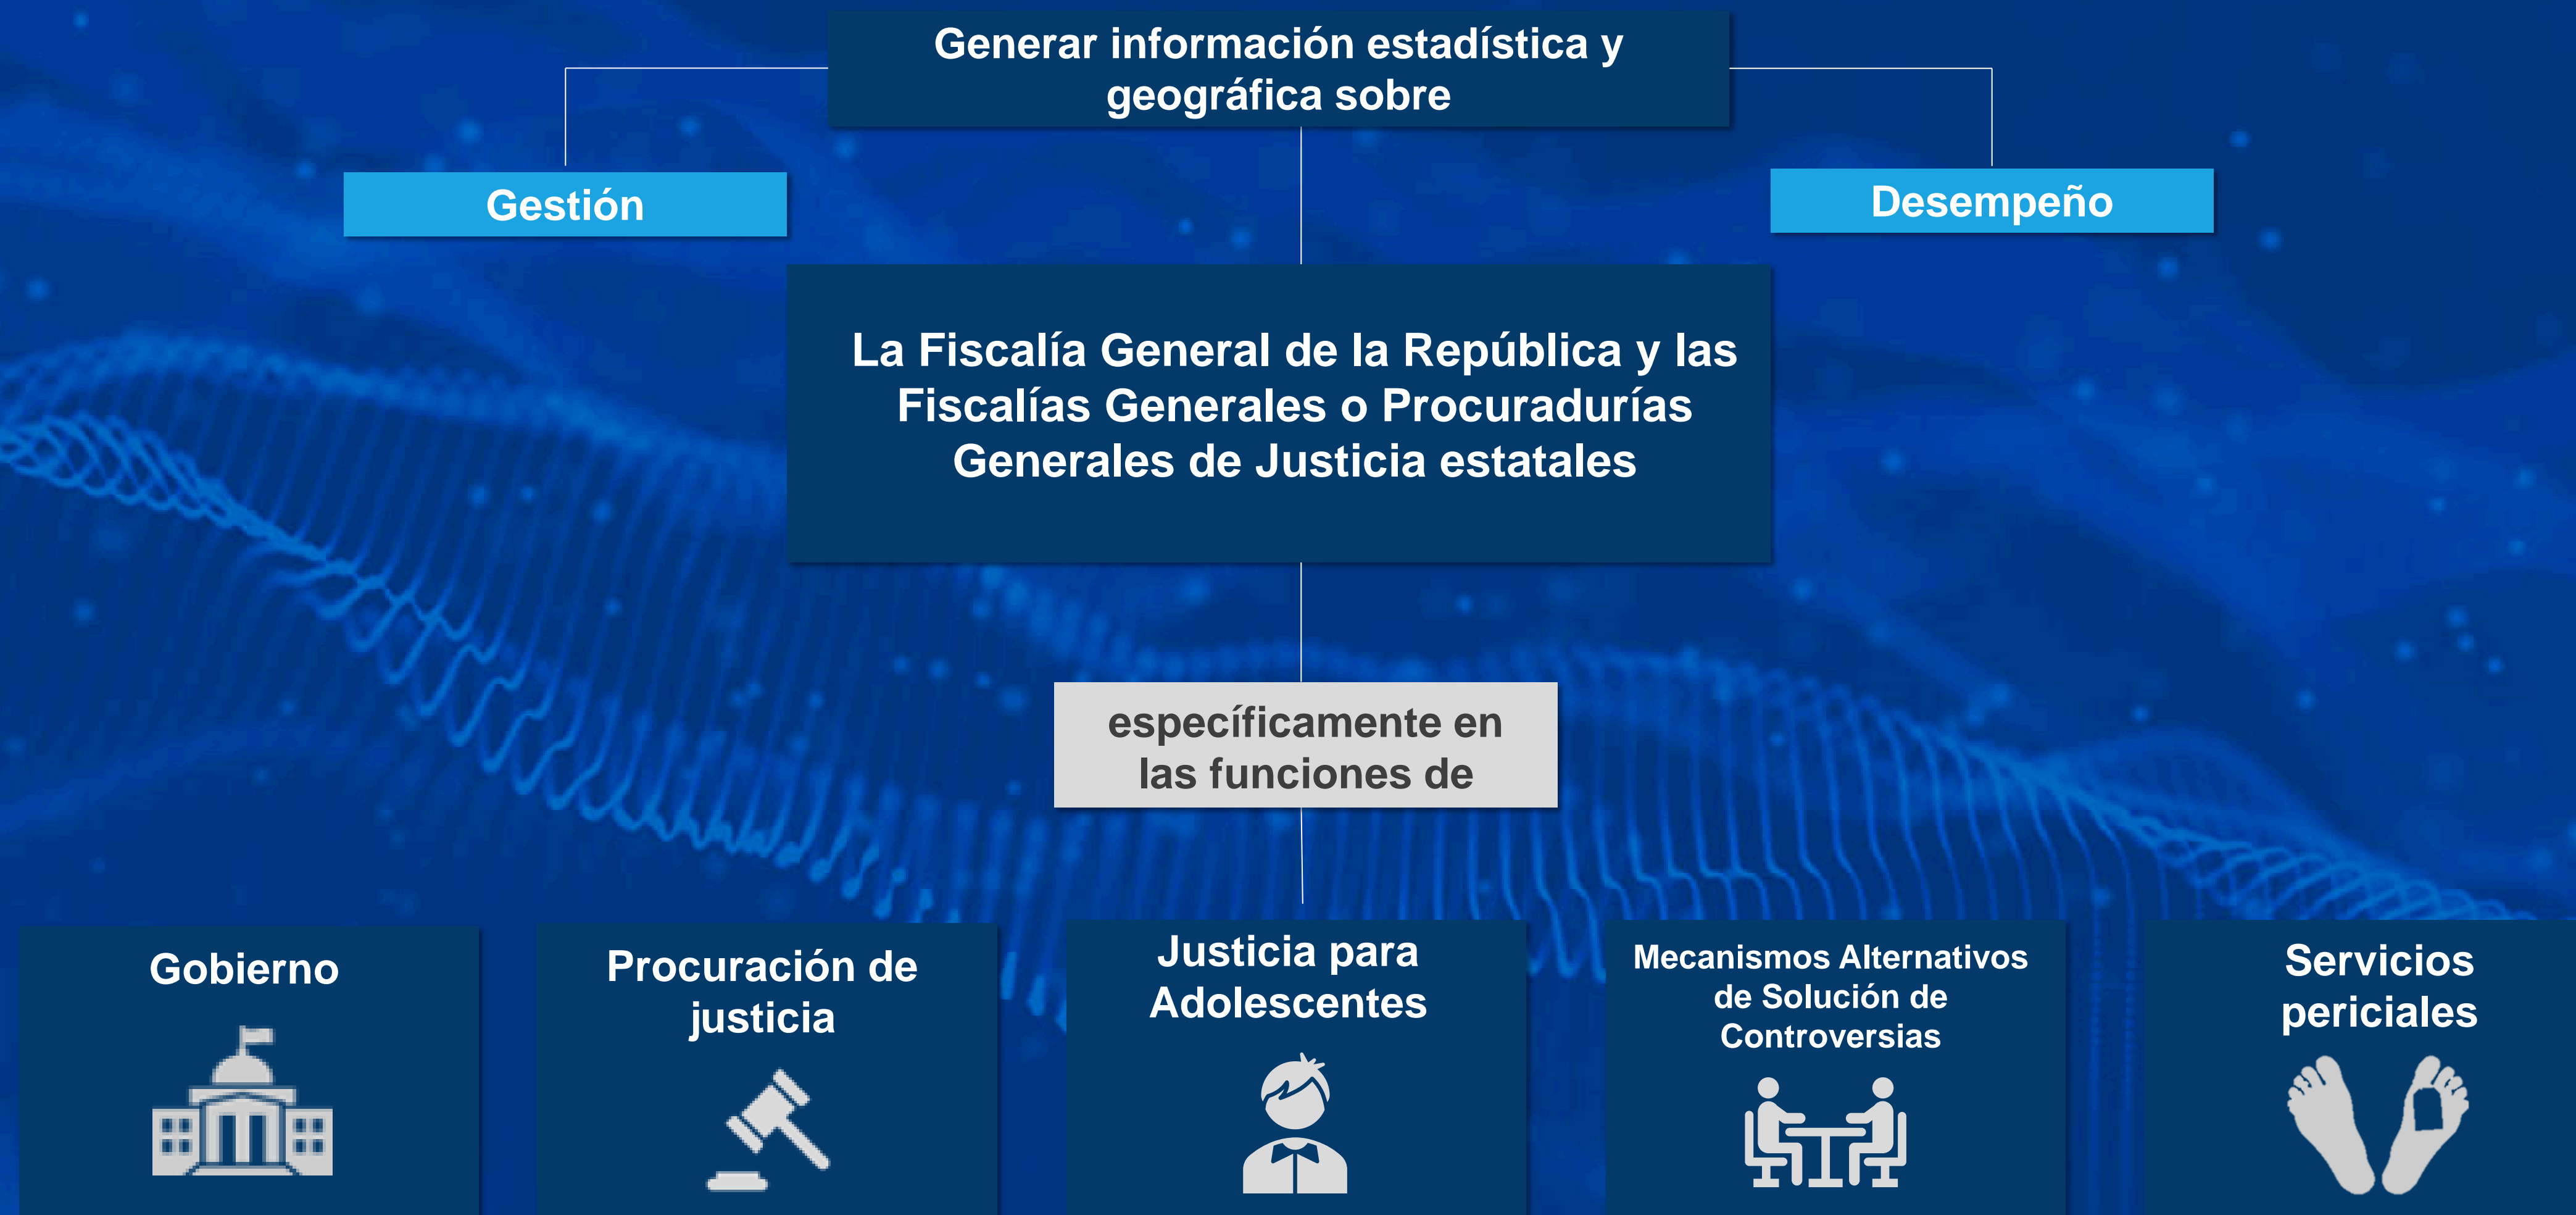 Generar información estadística y
geográfica sobre
Gestión
Desempeño
La Fiscalía General de la República y las
Fiscalías Generales o Procuradurías
Generales de Justicia estatales
específicamente en
las funciones de
Gobierno
Procuración de
justicia
Justicia para
Adolescentes
Mecanismos Alternativos
de Solución de
Controversias
Servicios
periciales